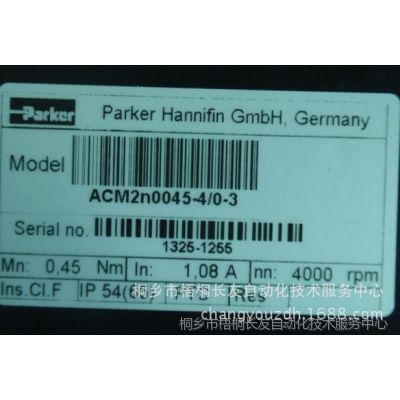 Parker
Parker Hannifin GmbH, Germany
Model
ACM2n0045-4/0-3
Serial no.
1325-1255
Mn: 0,45 Nm In: 1,08 A nn: 4000 rpm
Ins.Cl.F IP 54 Res
桐乡市梧桐长友自动化技术服务中心
changyouzdh.1688.com
桐乡市梧桐长友自动化技术服务中心